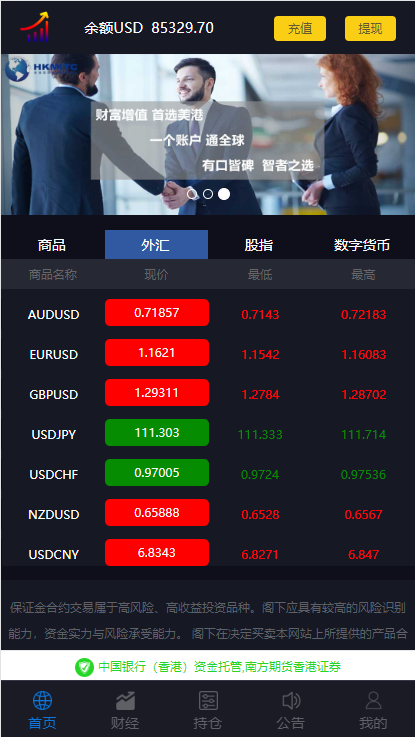 余额USD 85329.70
充值
提现
HKMTC
财富增值 首选美港
一个账户 通全球
有口皆碑 智者之选
商品 外汇 股指 数字货币
商品名称 现价 最低 最高
AUDUSD 0.71857 0.7143 0.72183
EURUSD 1.1621 1.1542 1.16083
GBPUSD 1.29311 1.2784 1.28702
USDJPY 111.303 111.333 111.714
USDCHF 0.97005 0.9724 0.97536
NZDUSD 0.65888 0.6528 0.6567
USDCNY 6.8343 6.8271 6.847
保证金合约交易属于高风险、高收益投资品种。阁下应具有较高的风险识别
能力，资金实力与风险承受能力。 阁下在决定买卖本网站上所提供的产品合
中国银行（香港）资金托管,南方期货香港证券
首页 财经 持仓 公告 我的